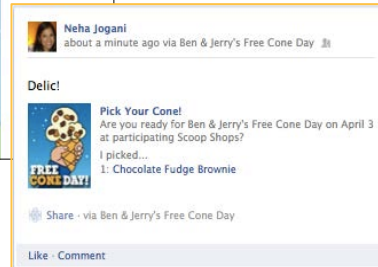 Neha Jogani
about a minute ago via Ben & Jerry's Free Cone Day
Delic!
Pick Your Cone!
Are you ready for Ben & Jerry's Free Cone Day on April 3
at participating Scoop Shops?
I picked...
1: Chocolate Fudge Brownie
FREE
CONE DAY!
Share · via Ben & Jerry's Free Cone Day
Like · Comment